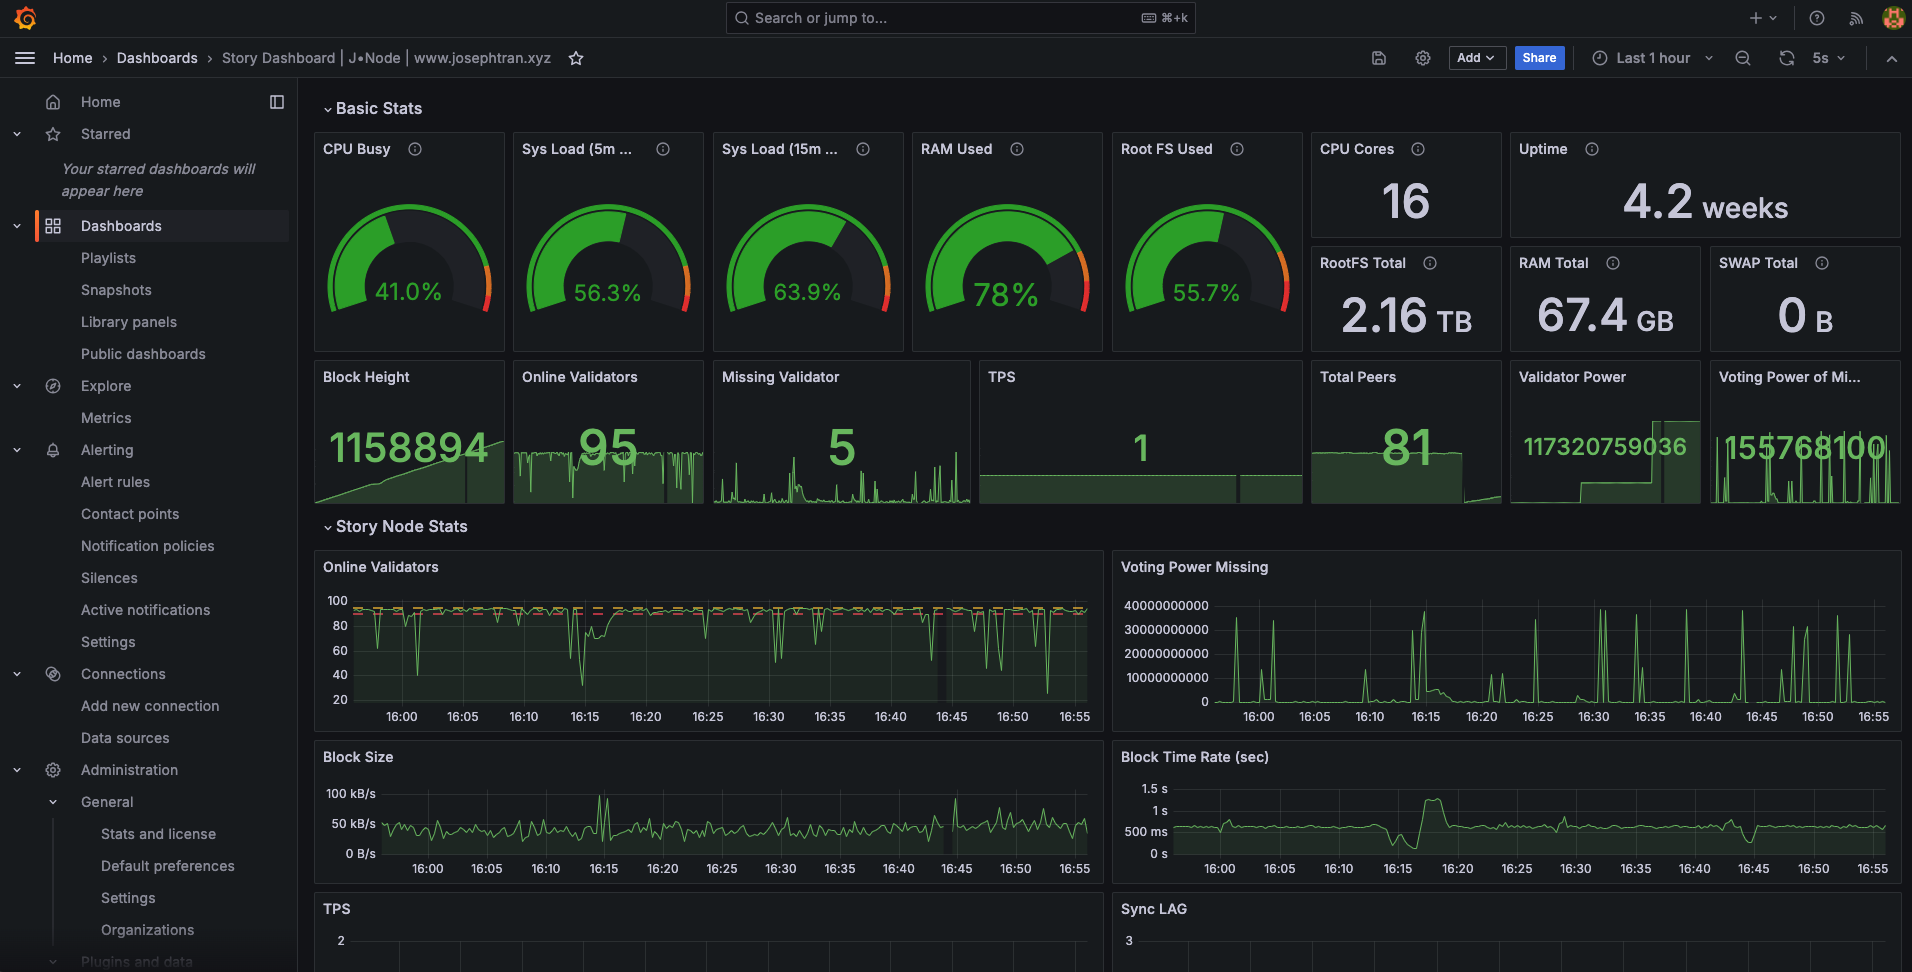 Search or jump to...
⌘+k
Home › Dashboards › Story Dashboard | J•Node | www.josephtran.xyz
Add
Share
Last 1 hour
5s
Home
Starred
Your starred dashboards will
appear here
Dashboards
Playlists
Snapshots
Library panels
Public dashboards
Explore
Metrics
Alerting
Alert rules
Contact points
Notification policies
Silences
Active notifications
Settings
Connections
Add new connection
Data sources
Administration
General
Stats and license
Default preferences
Settings
Organizations
Plugins and data
Basic Stats
CPU Busy
41.0%
Sys Load (5m ...
56.3%
Sys Load (15m ...
63.9%
RAM Used
78%
Root FS Used
55.7%
CPU Cores
16
Uptime
4.2 weeks
RootFS Total
2.16 TB
RAM Total
67.4 GB
SWAP Total
0 B
Block Height
1158894
Online Validators
95
Missing Validator
5
TPS
1
Total Peers
81
Validator Power
117320759036
Voting Power of Mi...
155768100
Story Node Stats
Online Validators
100
80
60
40
20
16:00 16:05 16:10 16:15 16:20 16:25 16:30 16:35 16:40 16:45 16:50 16:55
Voting Power Missing
40000000000
30000000000
20000000000
10000000000
0
16:00 16:05 16:10 16:15 16:20 16:25 16:30 16:35 16:40 16:45 16:50 16:55
Block Size
100 kB/s
50 kB/s
0 B/s
16:00 16:05 16:10 16:15 16:20 16:25 16:30 16:35 16:40 16:45 16:50 16:55
Block Time Rate (sec)
1.5 s
1 s
500 ms
0 s
16:00 16:05 16:10 16:15 16:20 16:25 16:30 16:35 16:40 16:45 16:50 16:55
TPS
2
Sync LAG
3